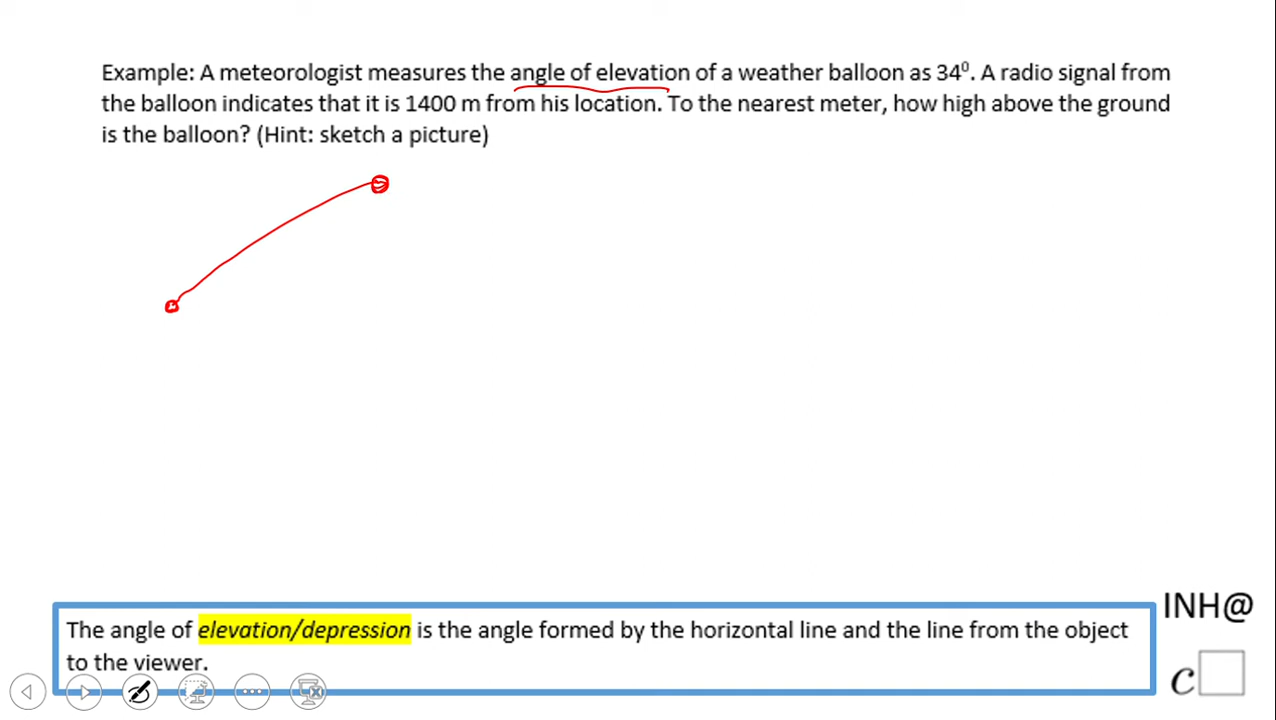 Example: A meteorologist measures the angle of elevation of a weather balloon as 34⁰. A radio signal from
the balloon indicates that it is 1400 m from his location. To the nearest meter, how high above the ground
is the balloon? (Hint: sketch a picture)
The angle of elevation/depression is the angle formed by the horizontal line and the line from the object
to the viewer.
INH@
c